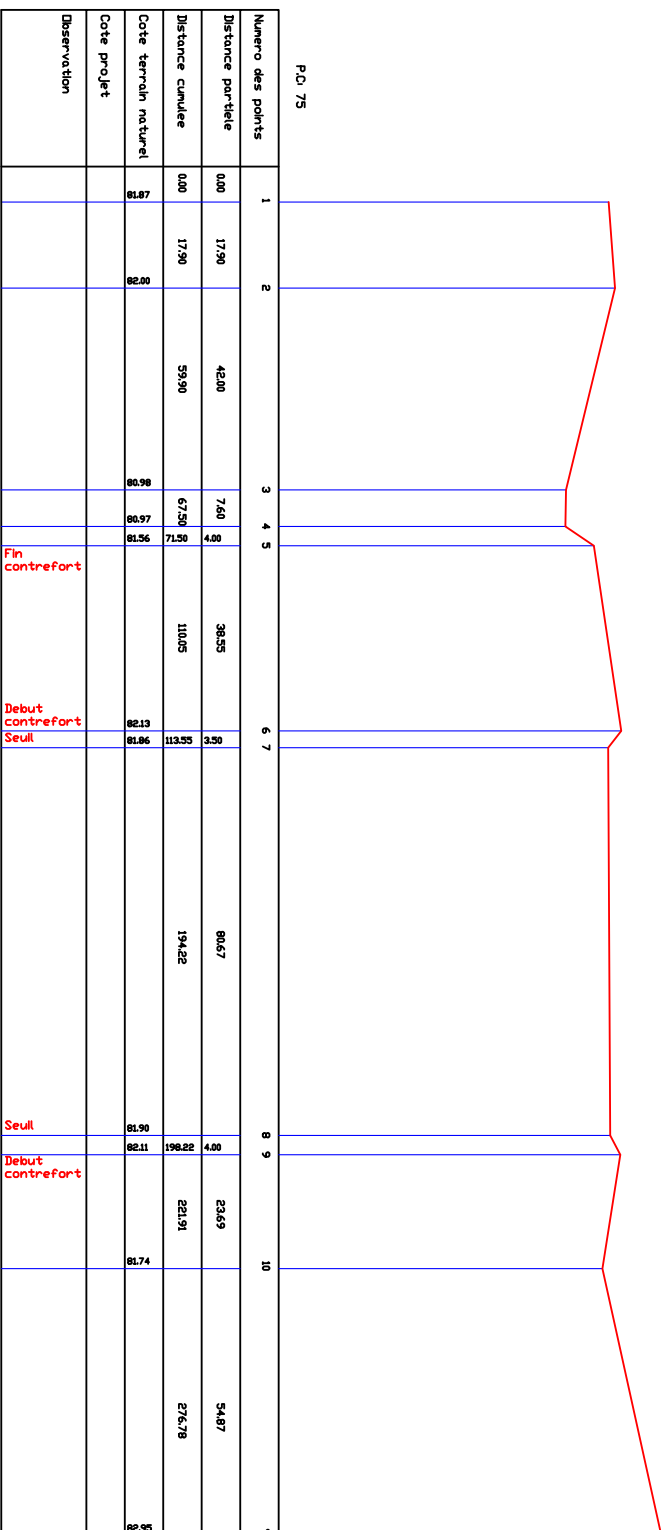 P.C: 75
Numero des points 1 2 3 4 5 6 7 8 9 10
Distance partiele 0.00 17.90 42.00 7.60 4.00 38.55 3.50 80.67 4.00 23.69 54.87
Distance cumulee 0.00 17.90 59.90 67.50 71.50 110.05 113.55 194.22 198.22 221.91 276.78
Cote terrain naturel 81.87 82.00 80.98 80.97 81.56 82.13 81.86 81.90 82.11 81.74 82.95
Cote projet
Observation
Fin
contrefort
Debut
contrefort
Seuil
Seuil
Debut
contrefort